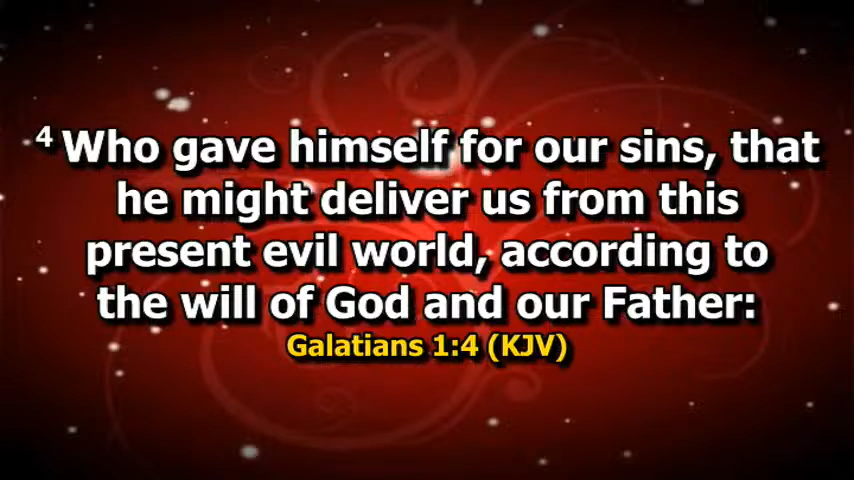 4 Who gave himself for our sins, that
he might deliver us from this
present evil world, according to
the will of God and our Father:
Galatians 1:4 (KJV)